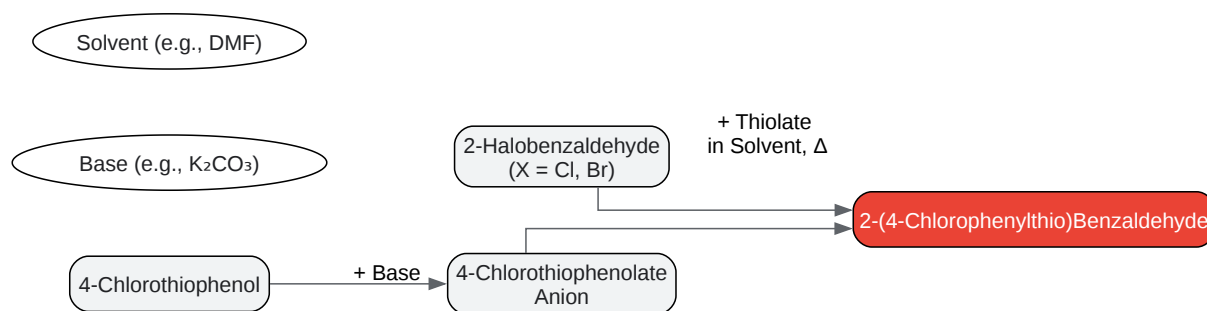 Solvent (e.g., DMF)
Base (e.g., K₂CO₃)
2-Halobenzaldehyde
(X = Cl, Br)
+ Thiolate
in Solvent, Δ
2-(4-Chlorophenylthio)Benzaldehyde
4-Chlorothiophenol
+ Base
4-Chlorothiophenolate
Anion